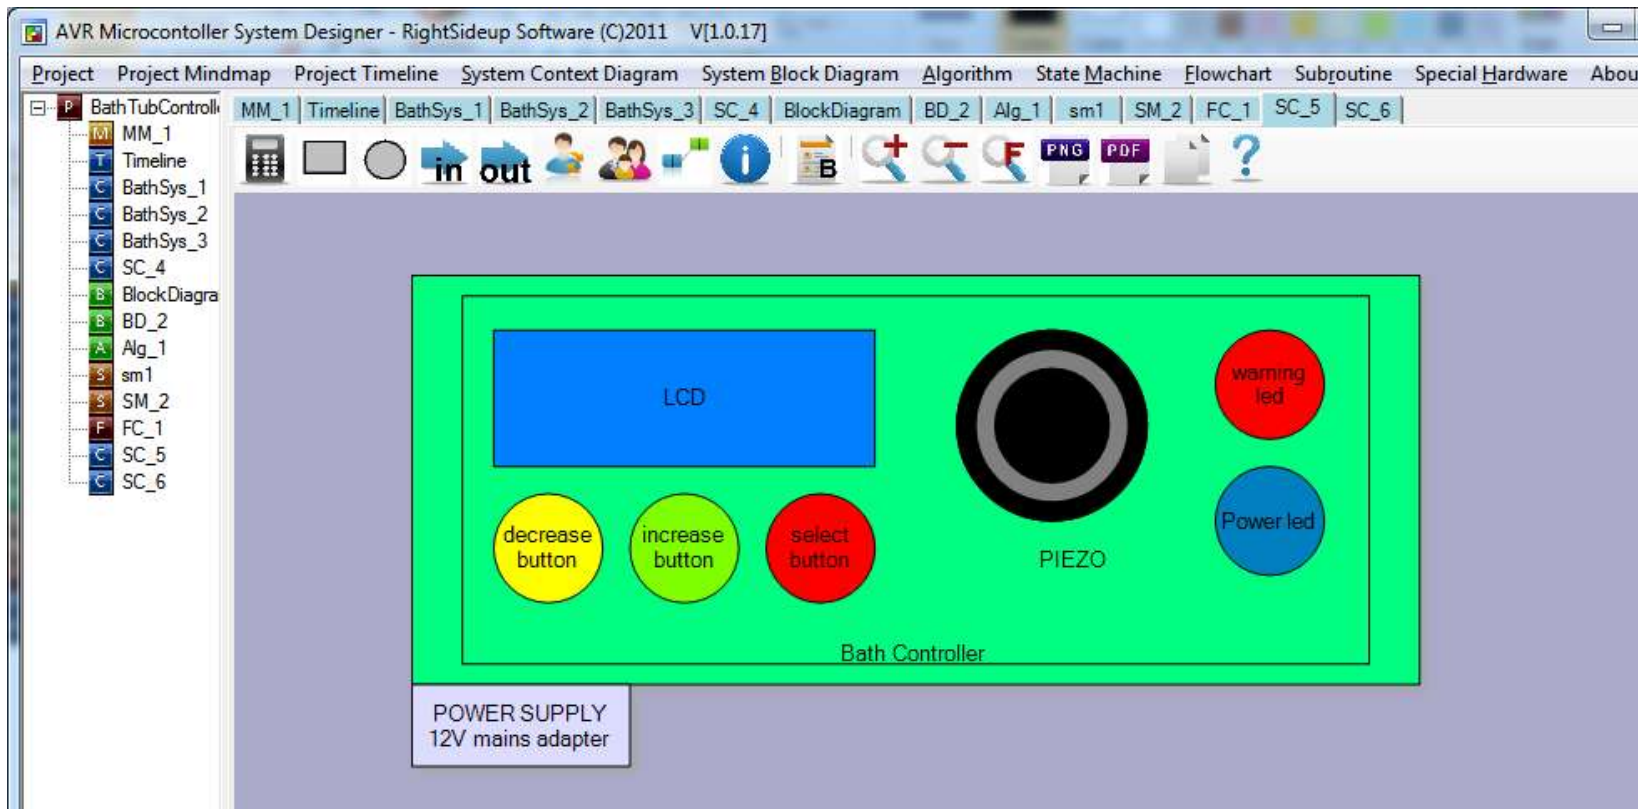 AVR Microcontoller System Designer - RightSideup Software (C)2011 V[1.0.17]
Project Project Mindmap Project Timeline System Context Diagram System Block Diagram Algorithm State Machine Flowchart Subroutine Special Hardware Abou
BathTubControlle
MM_1
Timeline
BathSys_1
BathSys_2
BathSys_3
SC_4
BlockDiagra
BD_2
Alg_1
sm1
SM_2
FC_1
SC_5
SC_6
MM_1 Timeline BathSys_1 BathSys_2 BathSys_3 SC_4 BlockDiagram BD_2 Alg_1 sm1 SM_2 FC_1 SC_5 SC_6
in out i B F PNG PDF ?
LCD
warning
led
decrease
button
increase
button
select
button
PIEZO
Power led
Bath Controller
POWER SUPPLY
12V mains adapter